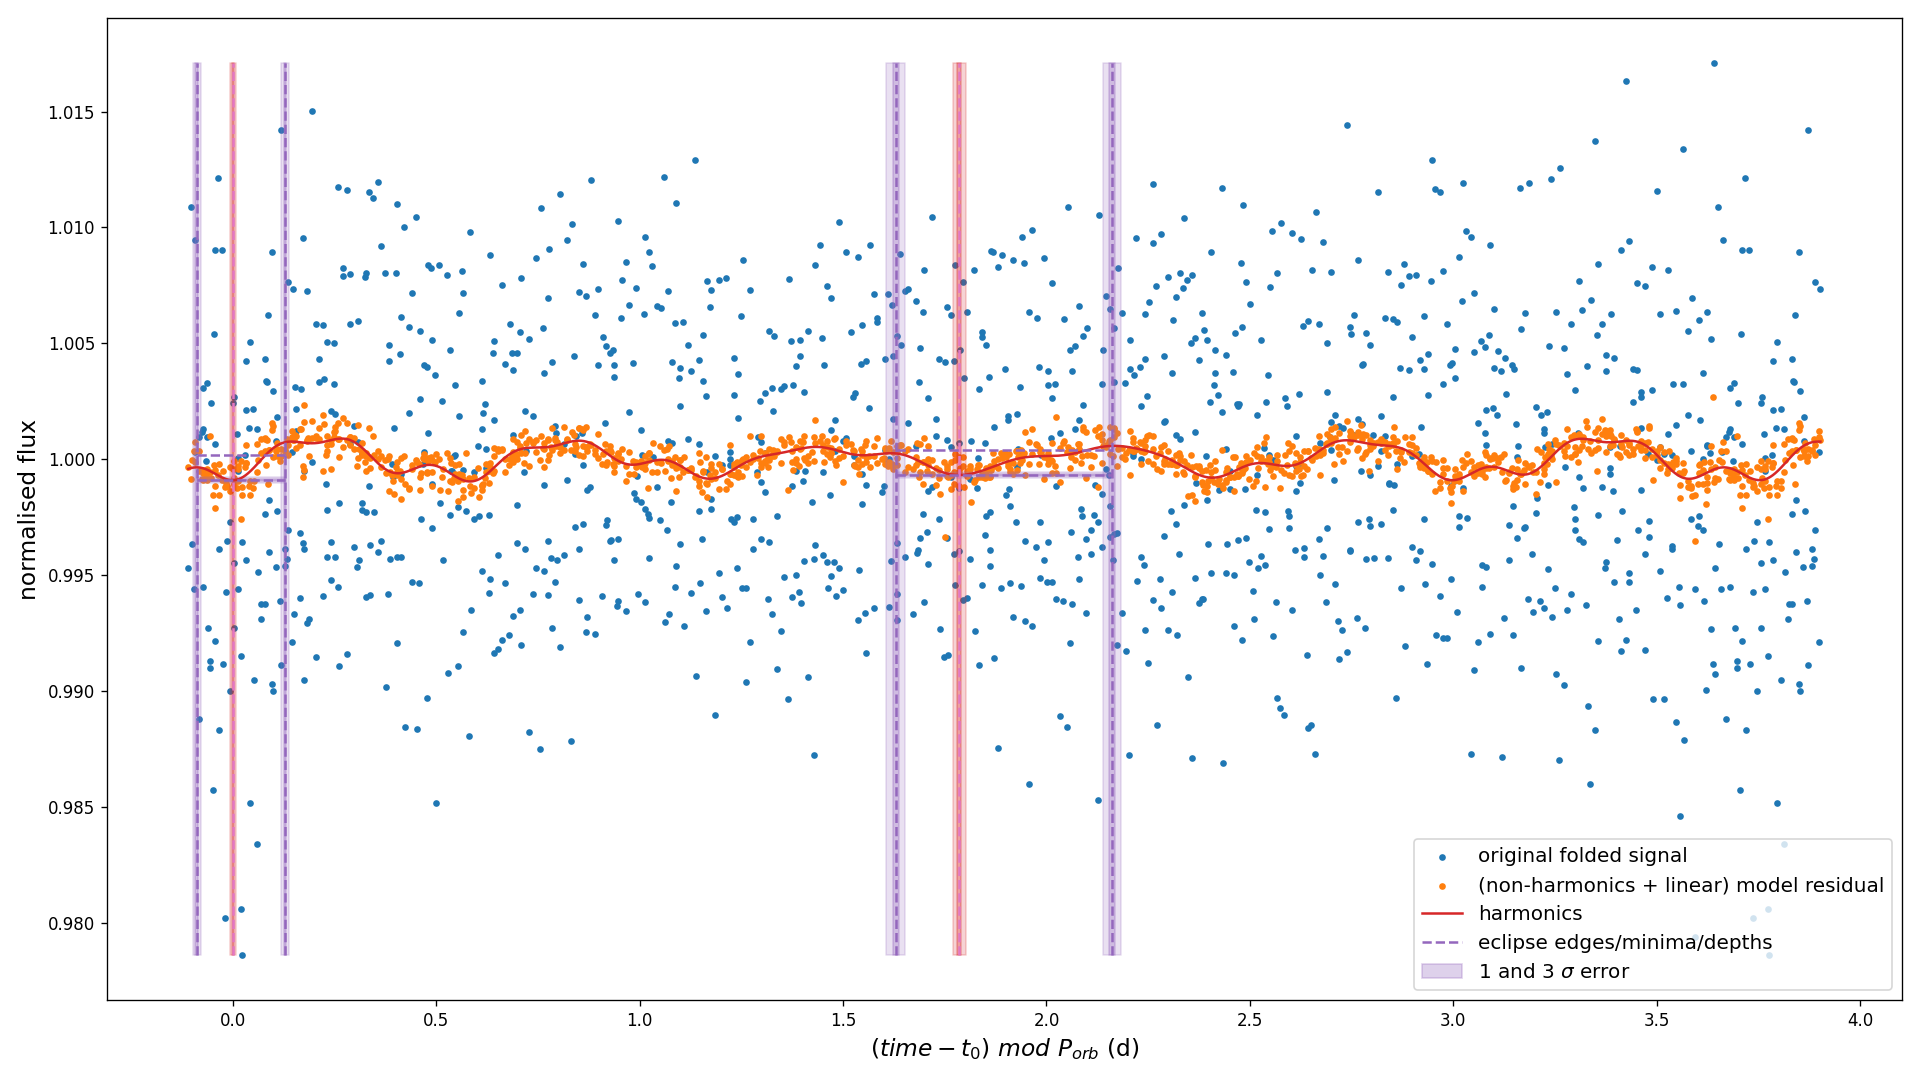 normalised flux
1.015
1.010
1.005
1.000
0.995
0.990
0.985
0.980
original folded signal
(non-harmonics + linear) model residual
harmonics
eclipse edges/minima/depths
1 and 3 σ error
0.0 0.5 1.0 1.5 2.0 2.5 3.0 3.5 4.0
(time − t₀) mod Pₒᵣb (d)